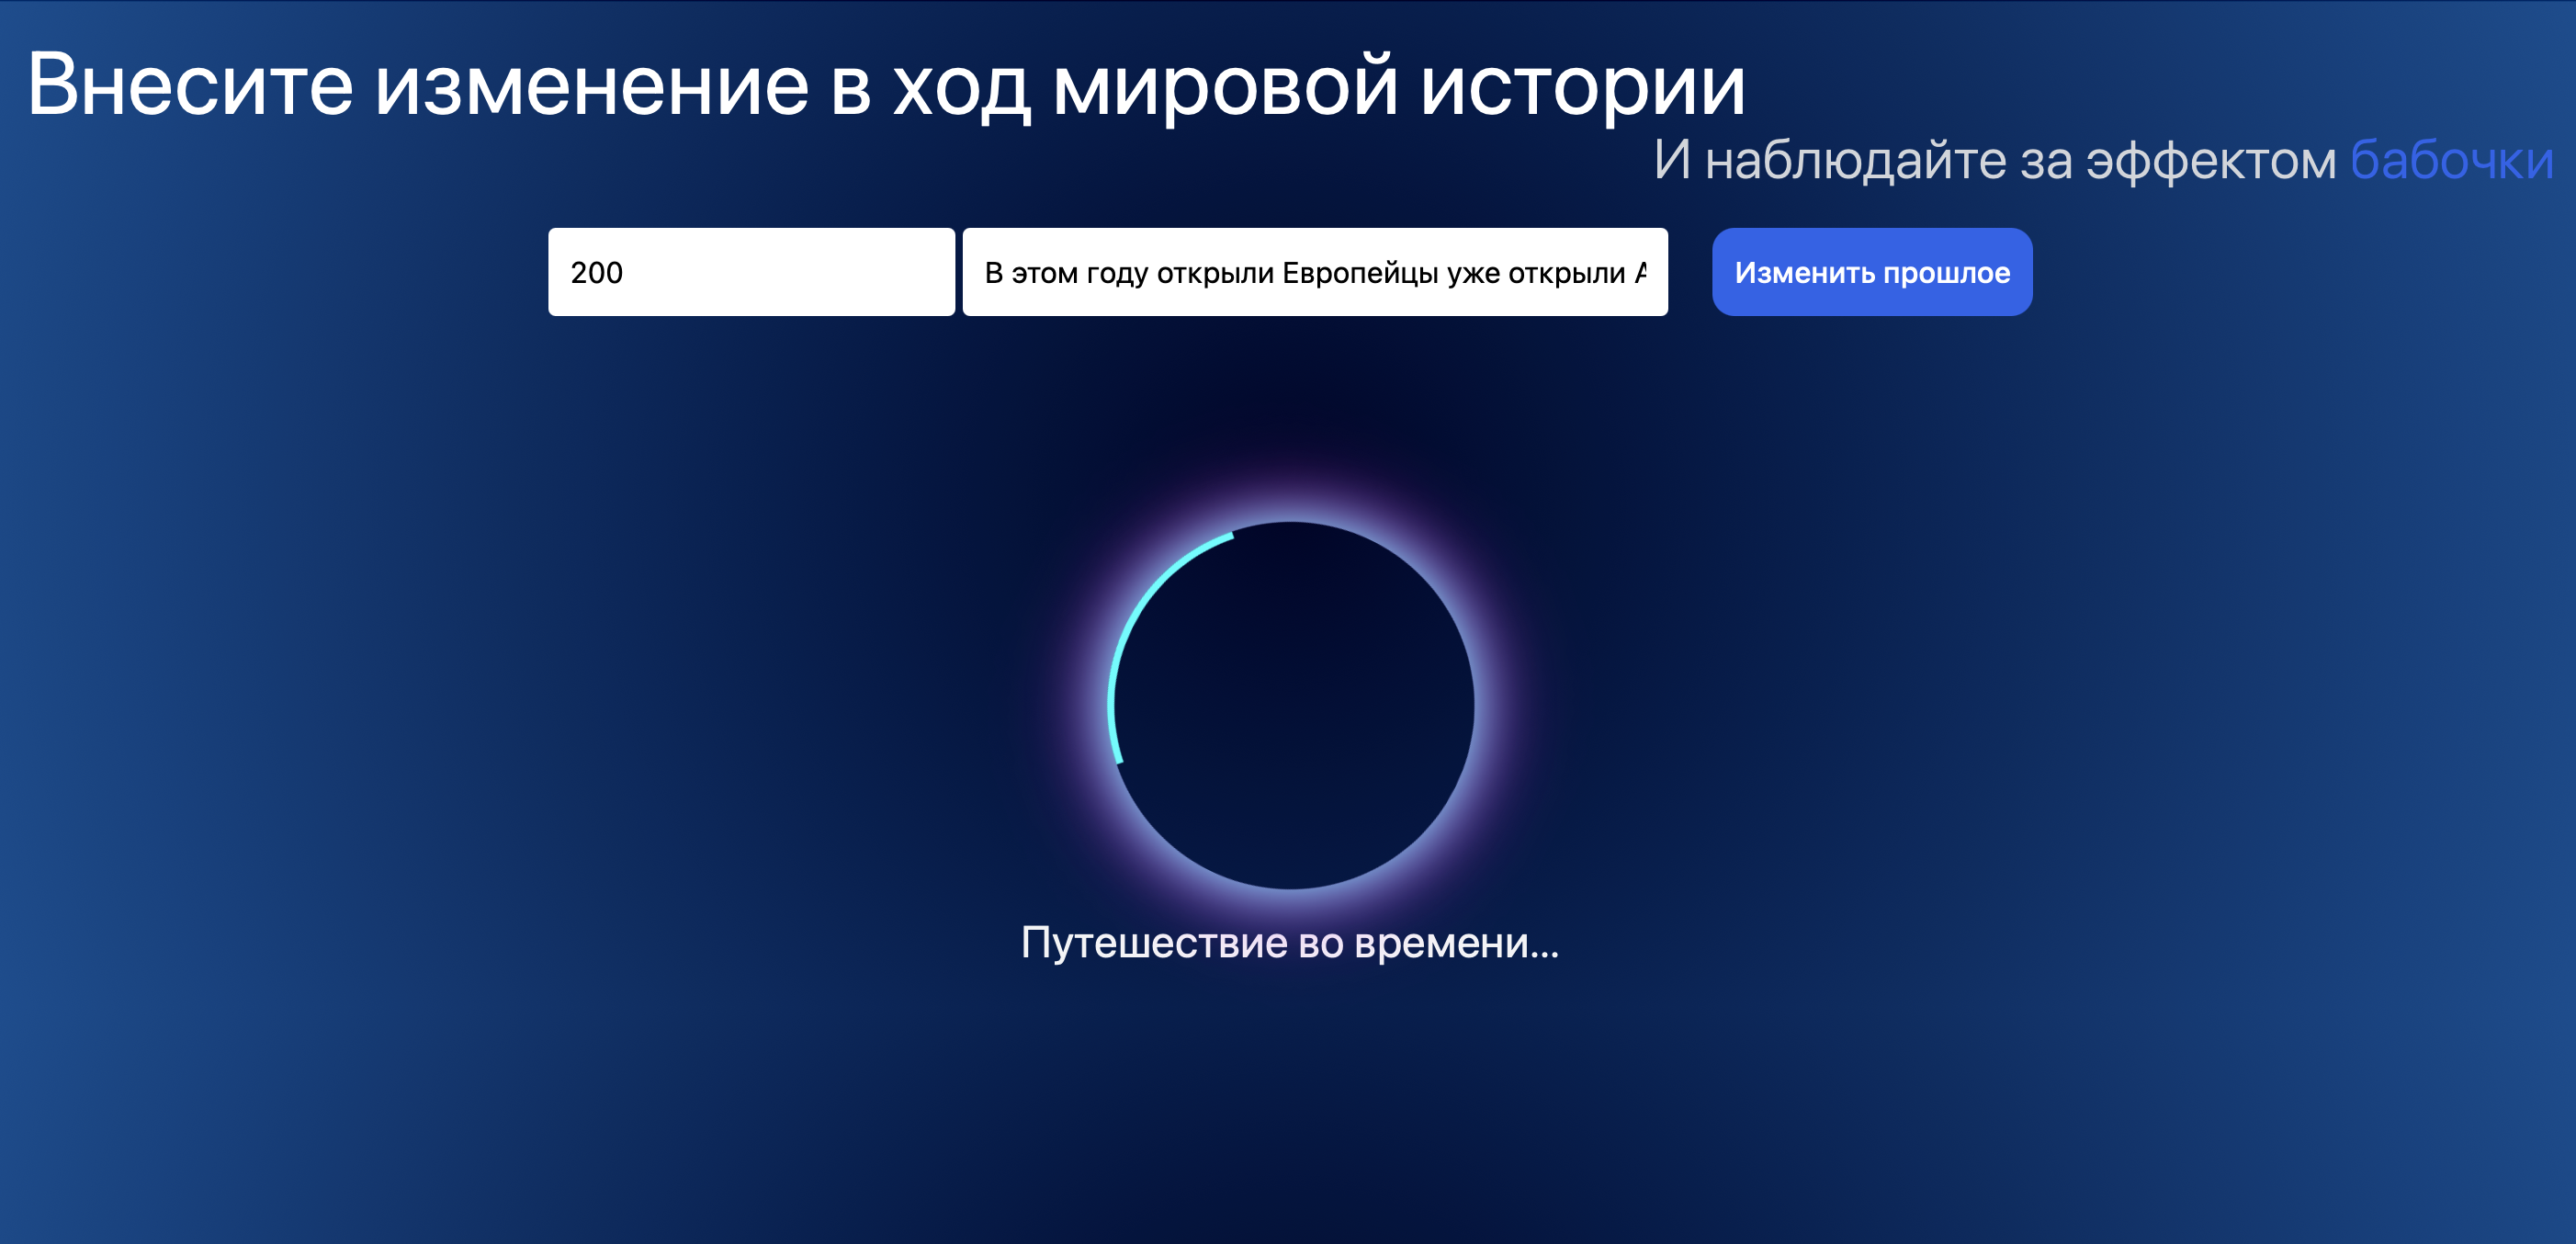 Внесите изменение в ход мировой истории
И наблюдайте за эффектом бабочки
200
В этом году открыли Европейцы уже открыли
Изменить прошлое
Путешествие во времени...